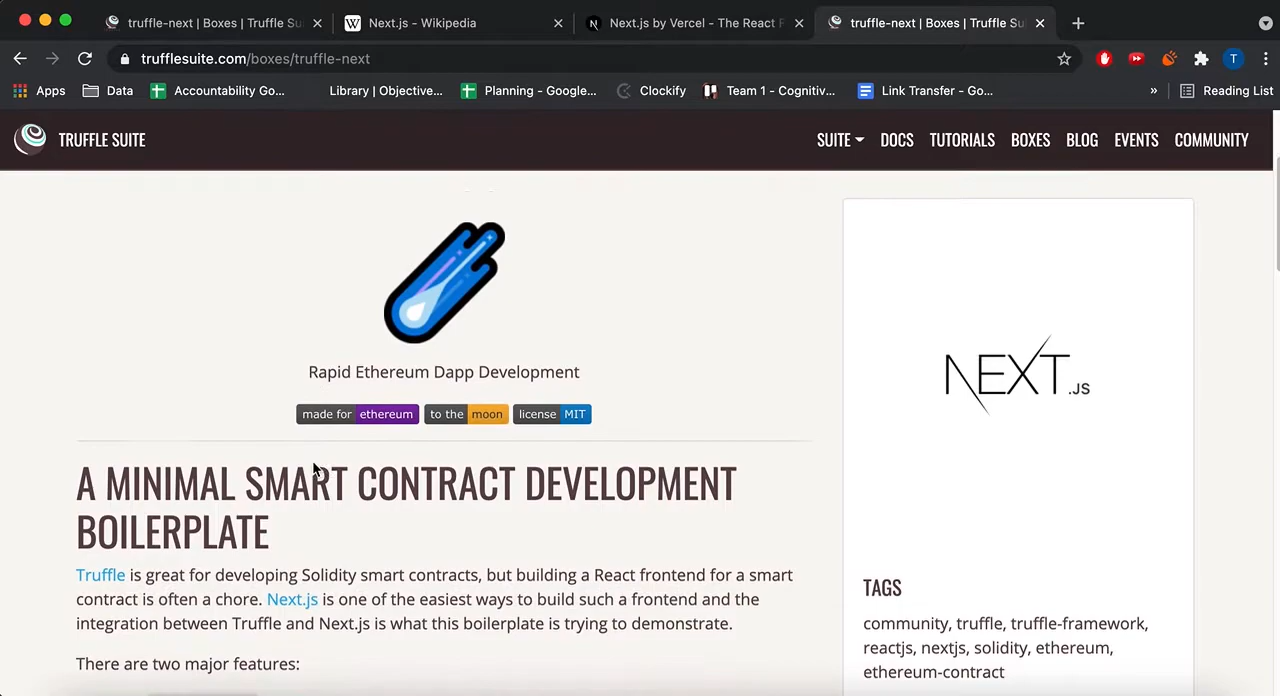 truffle-next | Boxes | Truffle Su
Next.js - Wikipedia
Next.js by Vercel - The React F
truffle-next | Boxes | Truffle Su
trufflesuite.com/boxes/truffle-next
T
Apps
Data
Accountability Go...
Library | Objective...
Planning - Google...
Clockify
Team 1 - Cognitiv...
Link Transfer - Go...
»
Reading List
TRUFFLE SUITE
SUITE
DOCS
TUTORIALS
BOXES
BLOG
EVENTS
COMMUNITY
Rapid Ethereum Dapp Development
made for ethereum
to the moon
license MIT
A MINIMAL SMART CONTRACT DEVELOPMENT
BOILERPLATE
Truffle is great for developing Solidity smart contracts, but building a React frontend for a smart
contract is often a chore. Next.js is one of the easiest ways to build such a frontend and the
integration between Truffle and Next.js is what this boilerplate is trying to demonstrate.
There are two major features:
NEXT.JS
TAGS
community, truffle, truffle-framework,
reactjs, nextjs, solidity, ethereum,
ethereum-contract